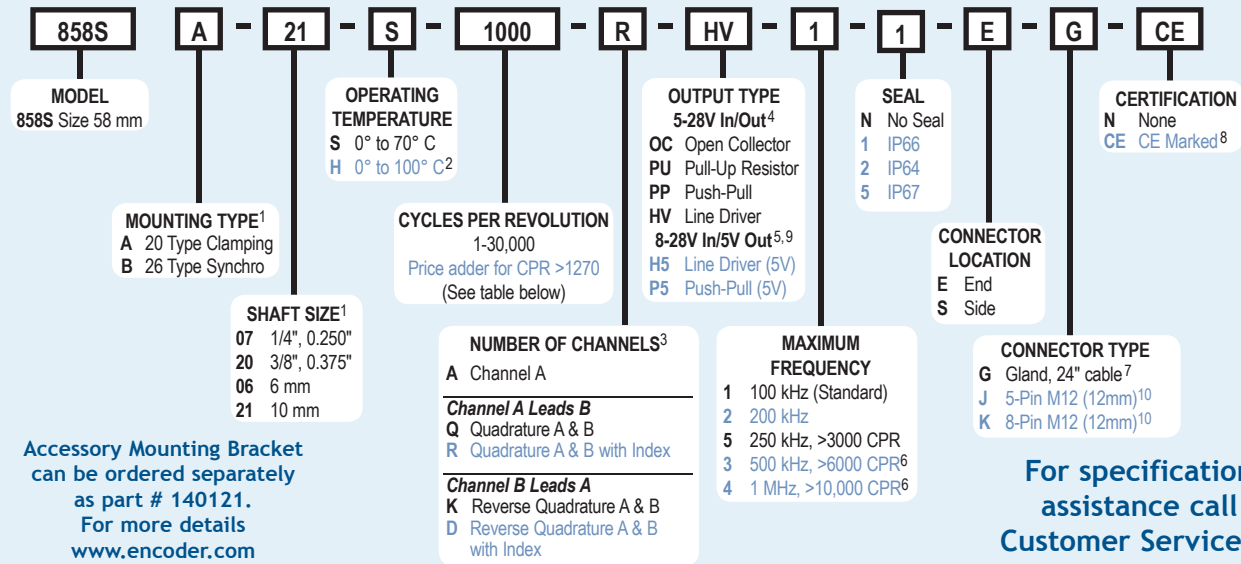 858S A - 21 - S - 1000 - R - HV - 1 - 1 - E - G - CE
MODEL
858S Size 58 mm
MOUNTING TYPE1
A 20 Type Clamping
B 26 Type Synchro
SHAFT SIZE1
07 1/4", 0.250"
20 3/8", 0.375"
06 6 mm
21 10 mm
OPERATING
TEMPERATURE
S 0° to 70° C
H 0° to 100° C2
CYCLES PER REVOLUTION
1-30,000
Price adder for CPR >1270
(See table below)
NUMBER OF CHANNELS3
A Channel A
Channel A Leads B
Q Quadrature A & B
R Quadrature A & B with Index
Channel B Leads A
K Reverse Quadrature A & B
D Reverse Quadrature A & B
with Index
OUTPUT TYPE
5-28V In/Out4
OC Open Collector
PU Pull-Up Resistor
PP Push-Pull
HV Line Driver
8-28V In/5V Out5,9
H5 Line Driver (5V)
P5 Push-Pull (5V)
MAXIMUM
FREQUENCY
1 100 kHz (Standard)
2 200 kHz
5 250 kHz, >3000 CPR
3 500 kHz, >6000 CPR6
4 1 MHz, >10,000 CPR6
SEAL
N No Seal
1 IP66
2 IP64
5 IP67
CONNECTOR
LOCATION
E End
S Side
CONNECTOR TYPE
G Gland, 24" cable7
J 5-Pin M12 (12mm)10
K 8-Pin M12 (12mm)10
CERTIFICATION
N None
CE CE Marked8
Accessory Mounting Bracket
can be ordered separately
as part # 140121.
For more details
www.encoder.com
For specification
assistance call
Customer Service